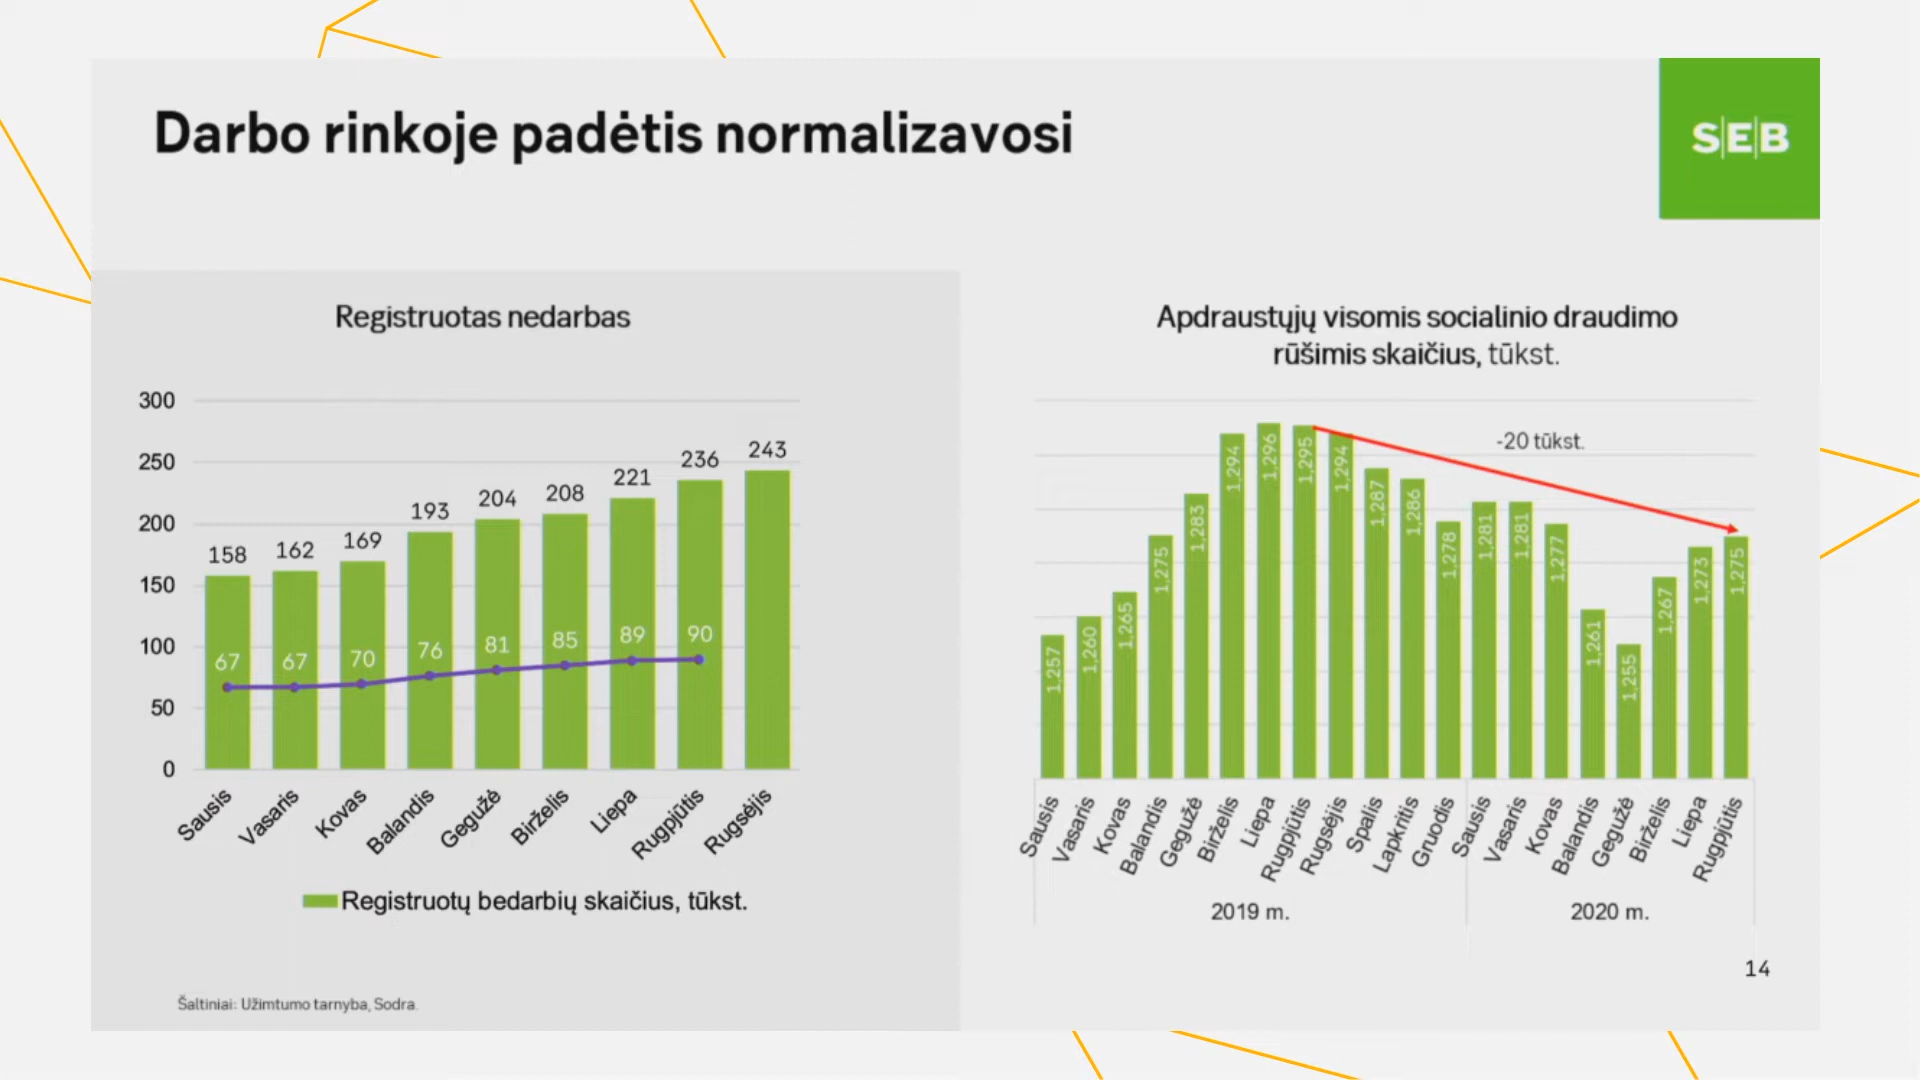 Darbo rinkoje padėtis normalizavosi
S|E|B
Registruotas nedarbas
300
250
200
150
100
50
0
158
162
169
193
204
208
221
236
243
67
67
70
76
81
85
89
90
Sausis
Vasaris
Kovas
Balandis
Gegužė
Birželis
Liepa
Rugpjūtis
Rugsėjis
Registruotų bedarbių skaičius, tūkst.
Šaltiniai: Užimtumo tarnyba, Sodra.
Apdraustųjų visomis socialinio draudimo
rūšimis skaičius, tūkst.
-20 tūkst.
1,257
1,260
1,265
1,275
1,283
1,294
1,296
1,295
1,294
1,287
1,286
1,278
1,281
1,281
1,277
1,261
1,255
1,267
1,273
1,275
Sausis
Vasaris
Kovas
Balandis
Gegužė
Birželis
Liepa
Rugpjūtis
Rugsėjis
Spalis
Lapkritis
Gruodis
Sausis
Vasaris
Kovas
Balandis
Gegužė
Birželis
Liepa
Rugpjūtis
2019 m.
2020 m.
14